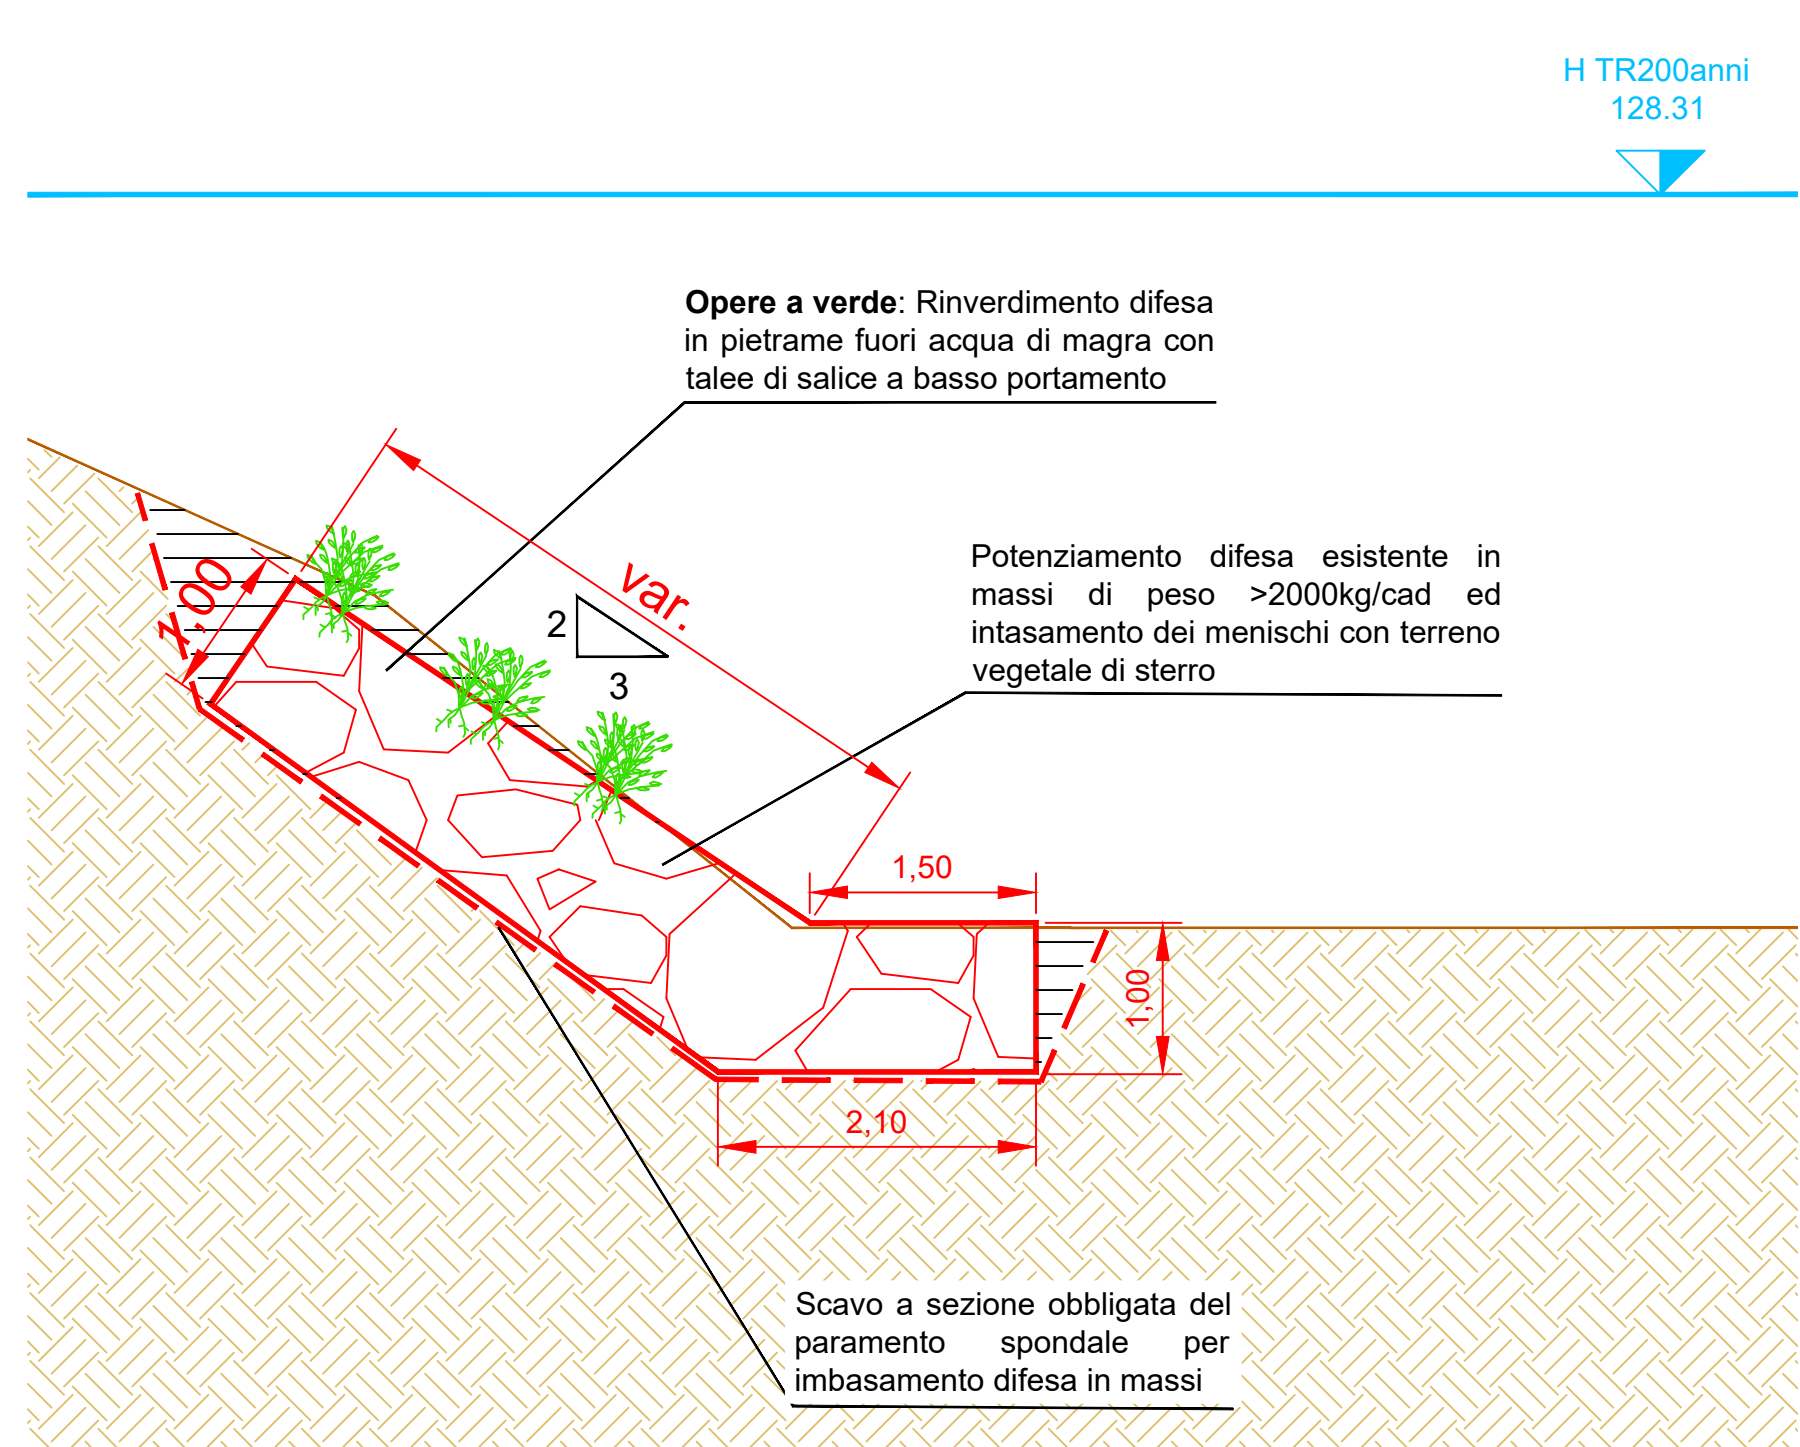 H TR200anni
128.31
Opere a verde: Rinverdimento difesa
in pietrame fuori acqua di magra con
talee di salice a basso portamento
Potenziamento difesa esistente in
massi di peso >2000kg/cad ed
intasamento dei menischi con terreno
vegetale di sterro
var.
1,00
2
3
1,50
1,00
2,10
Scavo a sezione obbligata del
paramento spondale per
imbasamento difesa in massi